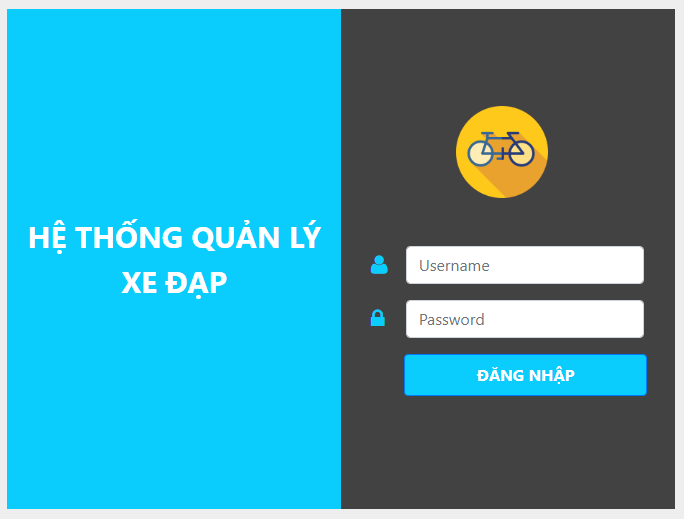 HỆ THỐNG QUẢN LÝ
XE ĐẠP
Username
Password
ĐĂNG NHẬP